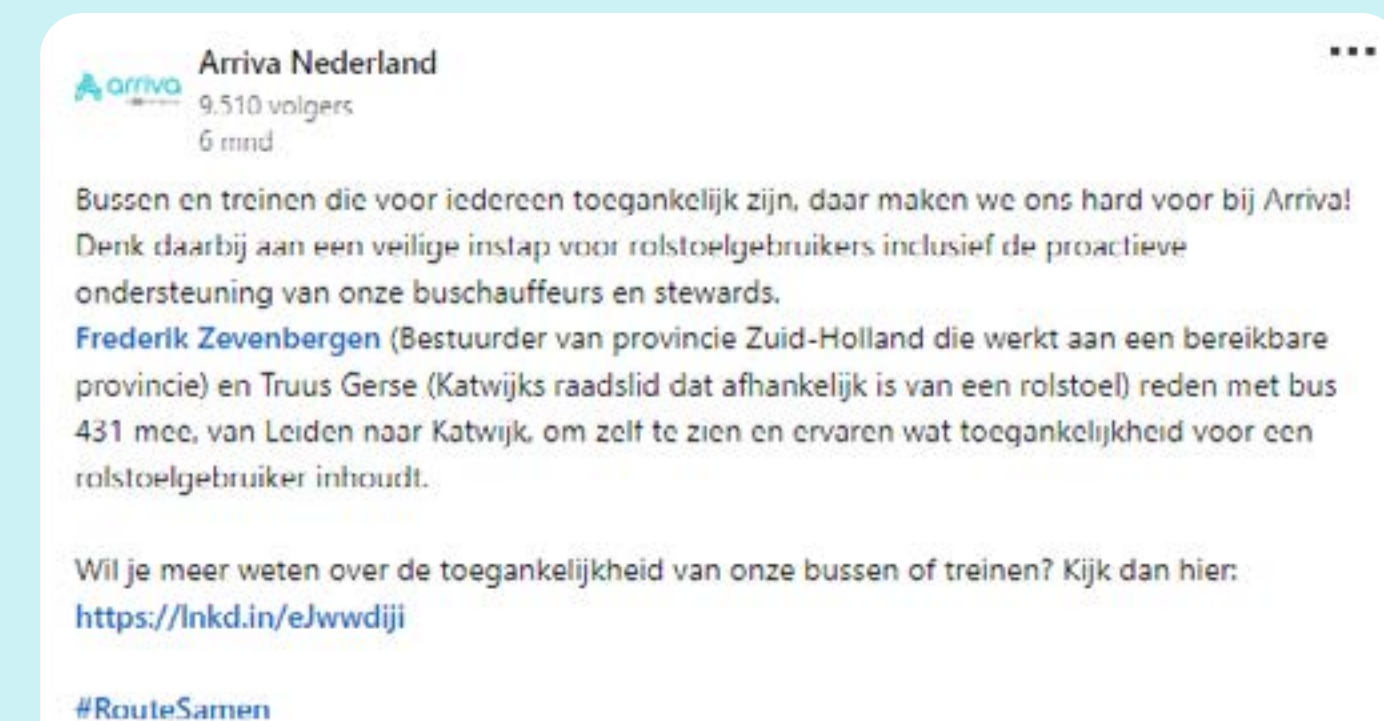 arriva
Arriva Nederland
9.510 volgers
6 mnd
Bussen en treinen die voor iedereen toegankelijk zijn, daar maken we ons hard voor bij Arriva!
Denk daarbij aan een veilige instap voor rolstoelgebruikers inclusief de proactieve
ondersteuning van onze buschauffeurs en stewards.
Frederik Zevenbergen (Bestuurder van provincie Zuid-Holland die werkt aan een bereikbare
provincie) en Truus Gerse (Katwijks raadslid dat afhankelijk is van een rolstoel) reden met bus
431 mee, van Leiden naar Katwijk, om zelf te zien en ervaren wat toegankelijkheid voor een
rolstoelgebruiker inhoudt.
Wil je meer weten over de toegankelijkheid van onze bussen of treinen? Kijk dan hier:
https://lnkd.in/eJwwdiji
#RouteSamen